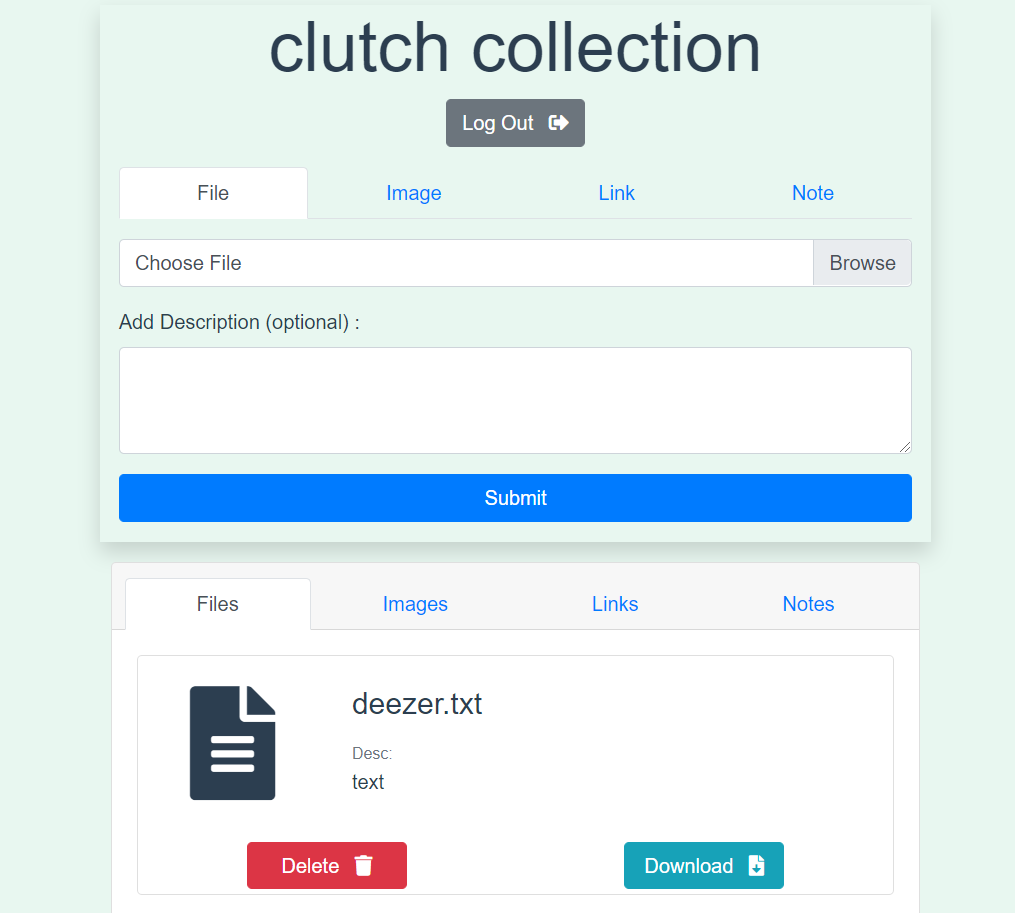 clutch collection
Log Out
File Image Link Note
Choose File Browse
Add Description (optional) :
Submit
Files Images Links Notes
deezer.txt
Desc:
text
Delete Download